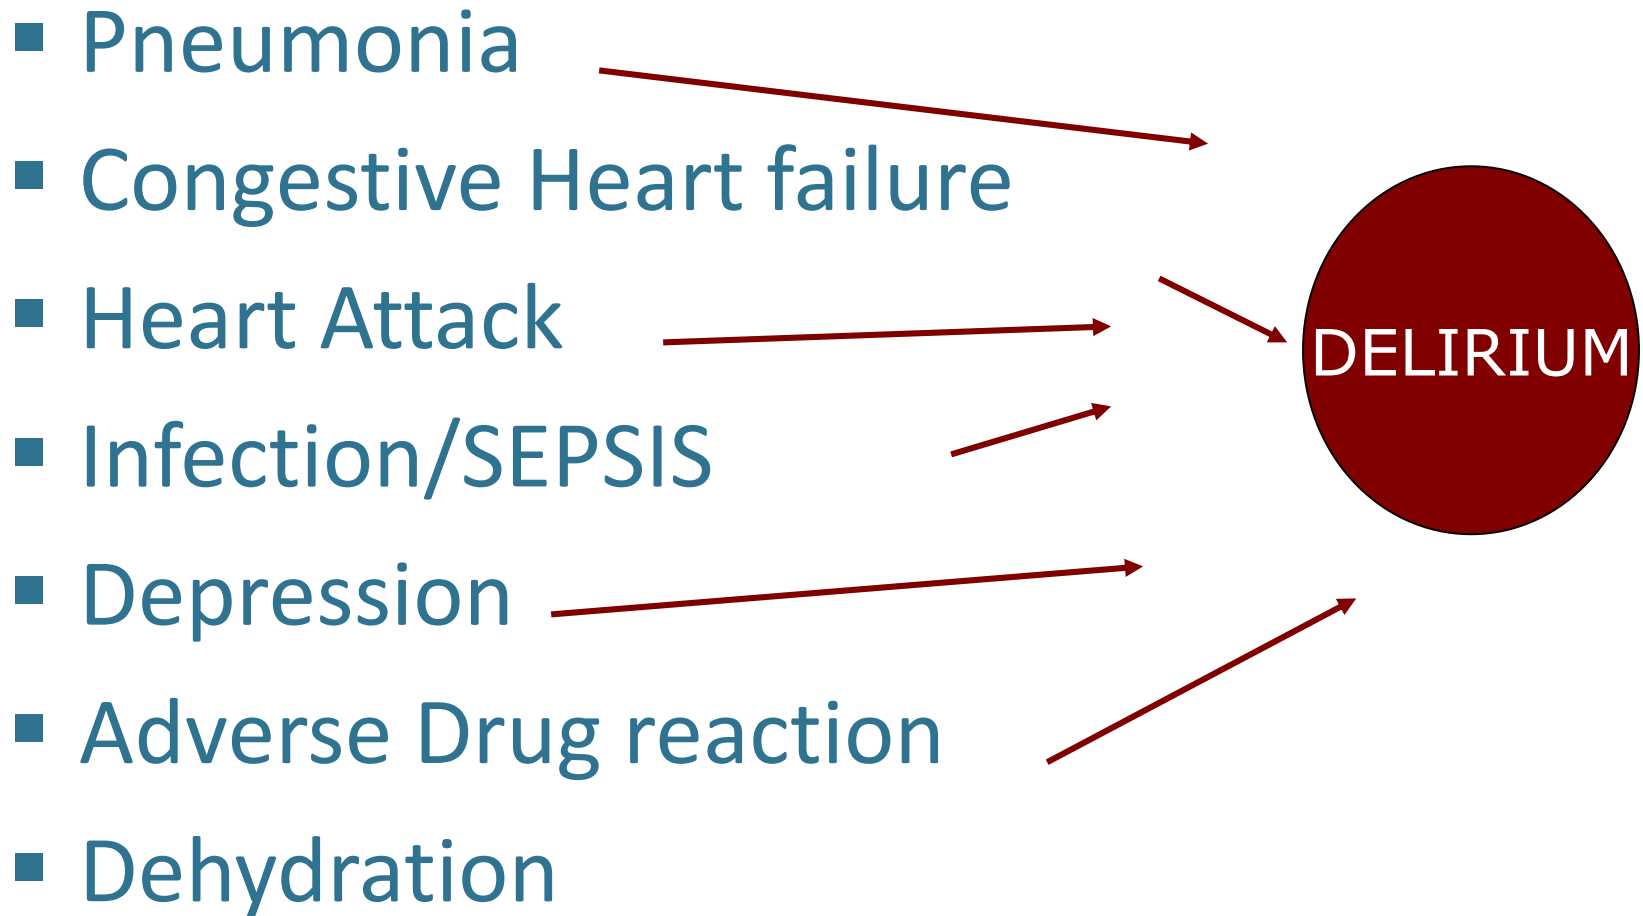 Pneumonia
Congestive Heart failure
Heart Attack
Infection/SEPSIS
Depression
Adverse Drug reaction
Dehydration
DELIRIUM